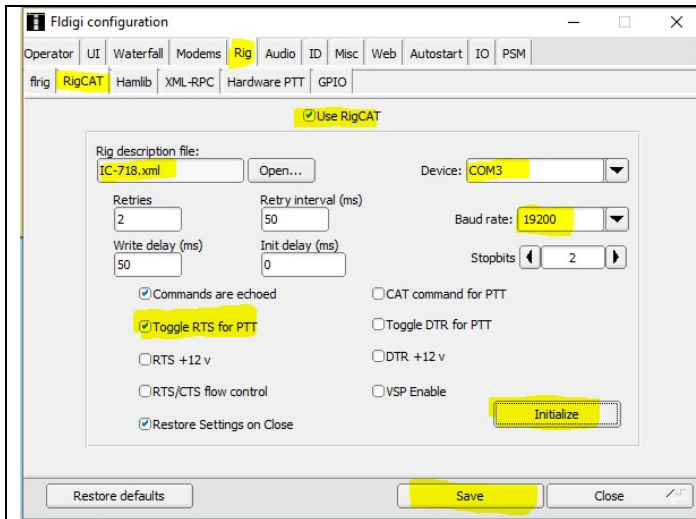 Fldigi configuration
Operator UI Waterfall Modems Rig Audio ID Misc Web Autostart IO PSM
flrig RigCAT Hamlib XML-RPC Hardware PTT GPIO
Use RigCAT
Rig description file:
IC-718.xml Open... Device: COM3
Retries Retry interval (ms)
2 50 Baud rate: 19200
Write delay (ms) Init delay (ms)
50 0 Stopbits 2
Commands are echoed CAT command for PTT
Toggle RTS for PTT Toggle DTR for PTT
RTS +12 v DTR +12 v
RTS/CTS flow control VSP Enable
Restore Settings on Close Initialize
Restore defaults Save Close